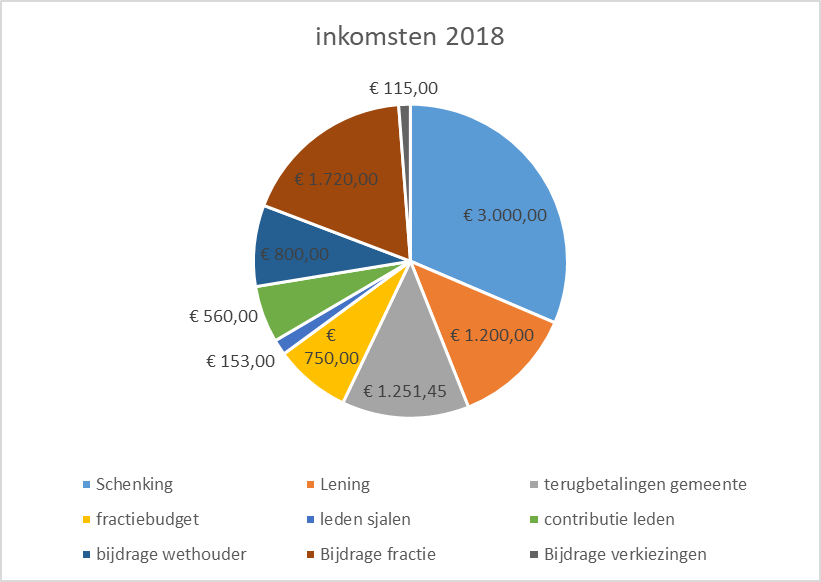 inkomsten 2018
€ 115,00
€ 1.720,00
€ 3.000,00
€ 800,00
€ 560,00
€ 153,00
€
750,00
€ 1.200,00
€ 1.251,45
Schenking
Lening
terugbetalingen gemeente
fractiebudget
leden sjalen
contributie leden
bijdrage wethouder
Bijdrage fractie
Bijdrage verkiezingen